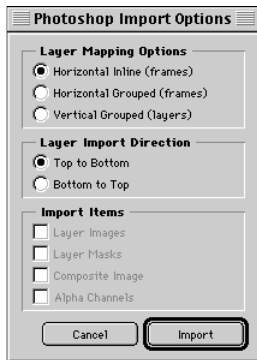 Photoshop Import Options
Layer Mapping Options
Horizontal Inline (frames)
Horizontal Grouped (frames)
Vertical Grouped (layers)
Layer Import Direction
Top to Bottom
Bottom to Top
Import Items
Layer Images
Layer Masks
Composite Image
Alpha Channels
Cancel
Import